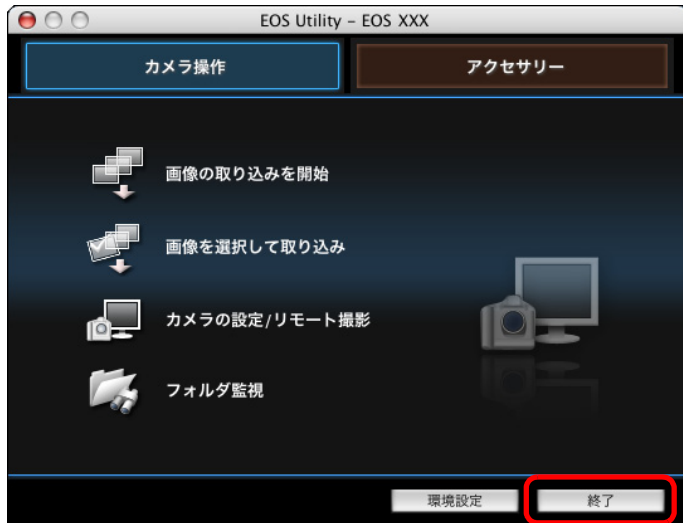 EOS Utility – EOS XXX
カメラ操作
アクセサリー
画像の取り込みを開始
画像を選択して取り込み
カメラの設定/リモート撮影
フォルダ監視
環境設定
終了